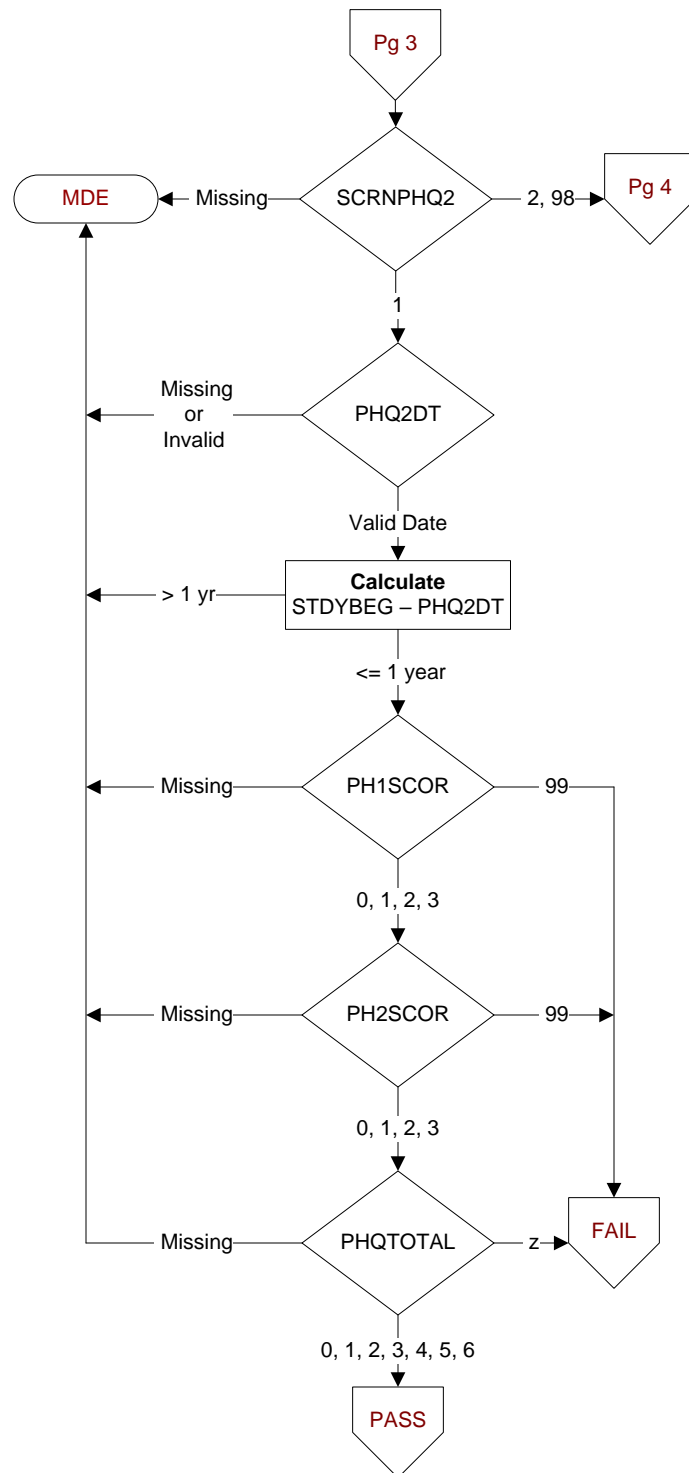 Pg 3
MDE
Missing
SCRNPHQ2
2, 98
Pg 4
1
Missing
or
Invalid
PHQ2DT
Valid Date
> 1 yr
Calculate
STDYBEG – PHQ2DT
<= 1 year
Missing
PH1SCOR
99
0, 1, 2, 3
Missing
PH2SCOR
99
0, 1, 2, 3
Missing
PHQTOTAL
z
FAIL
0, 1, 2, 3, 4, 5, 6
PASS